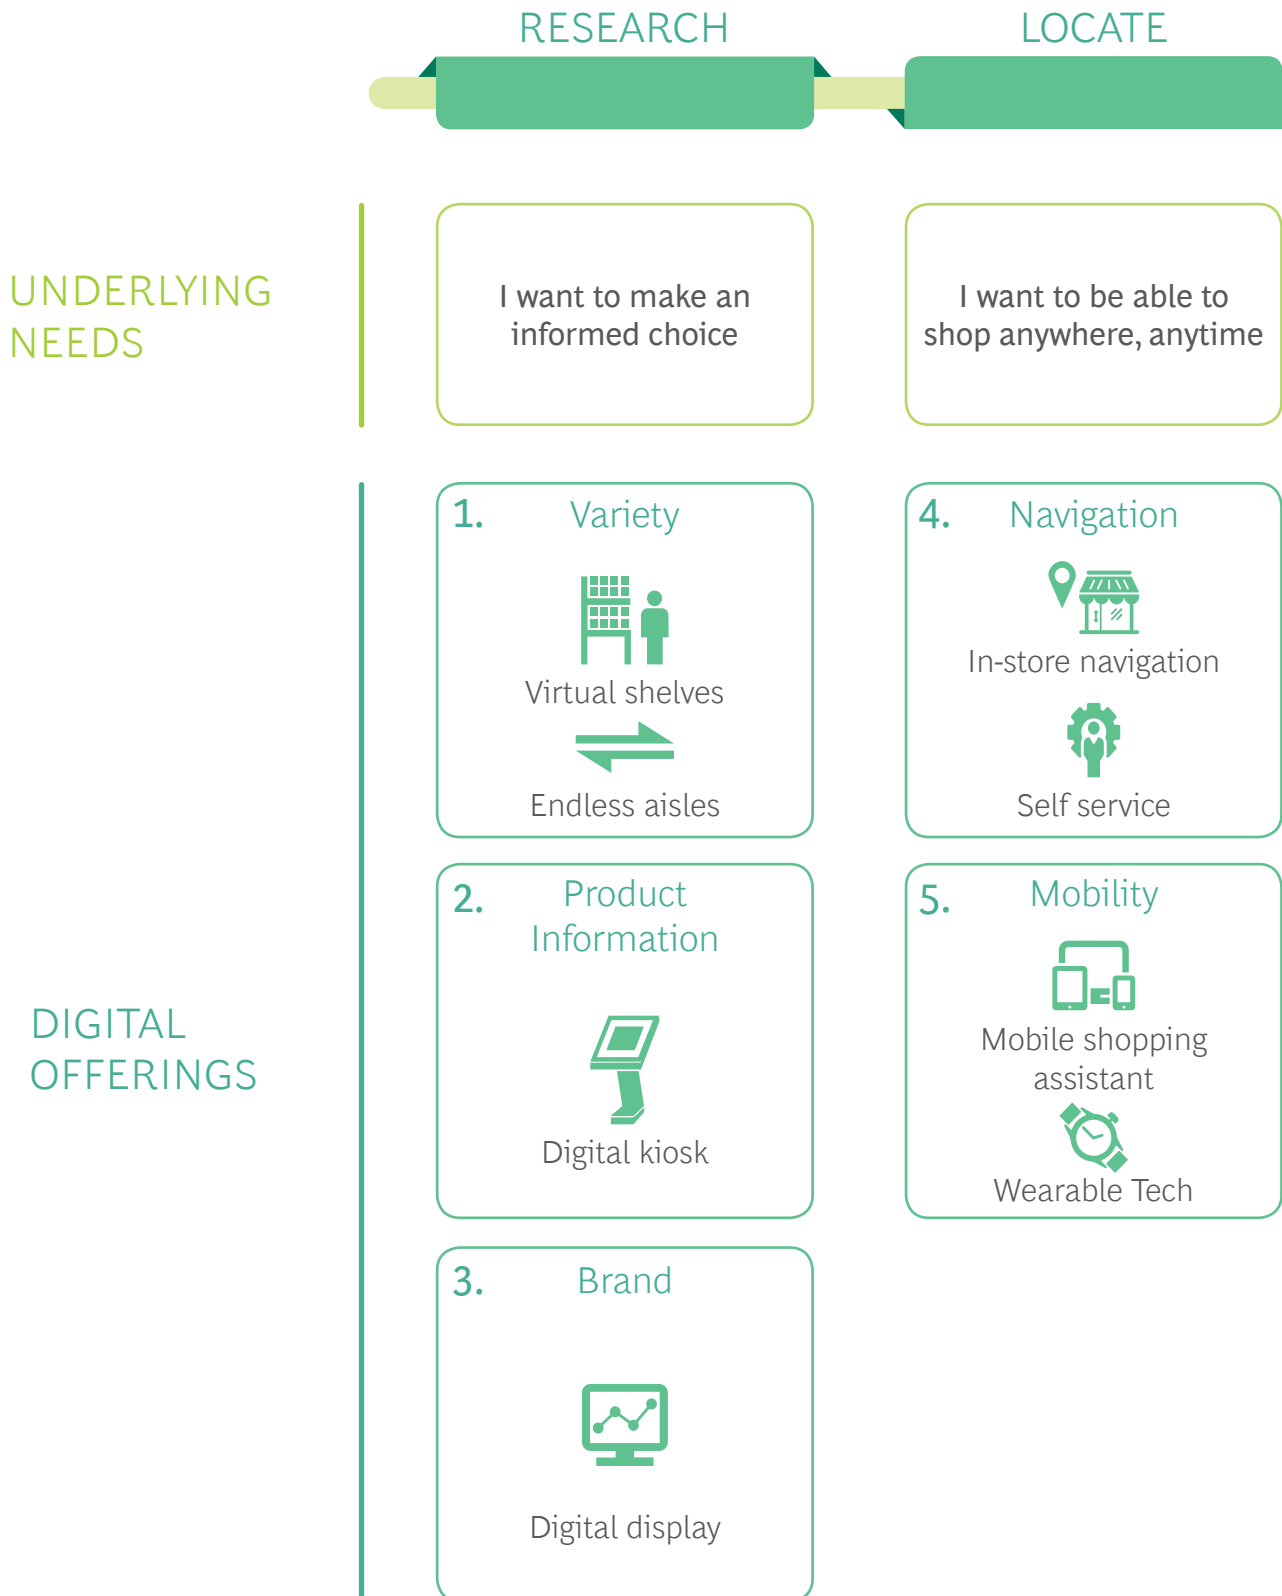 RESEARCH
LOCATE
UNDERLYING
NEEDS
I want to make an
informed choice
I want to be able to
shop anywhere, anytime
DIGITAL
OFFERINGS
1. Variety
Virtual shelves
Endless aisles
4. Navigation
In-store navigation
Self service
2. Product
Information
Digital kiosk
5. Mobility
Mobile shopping
assistant
Wearable Tech
3. Brand
Digital display